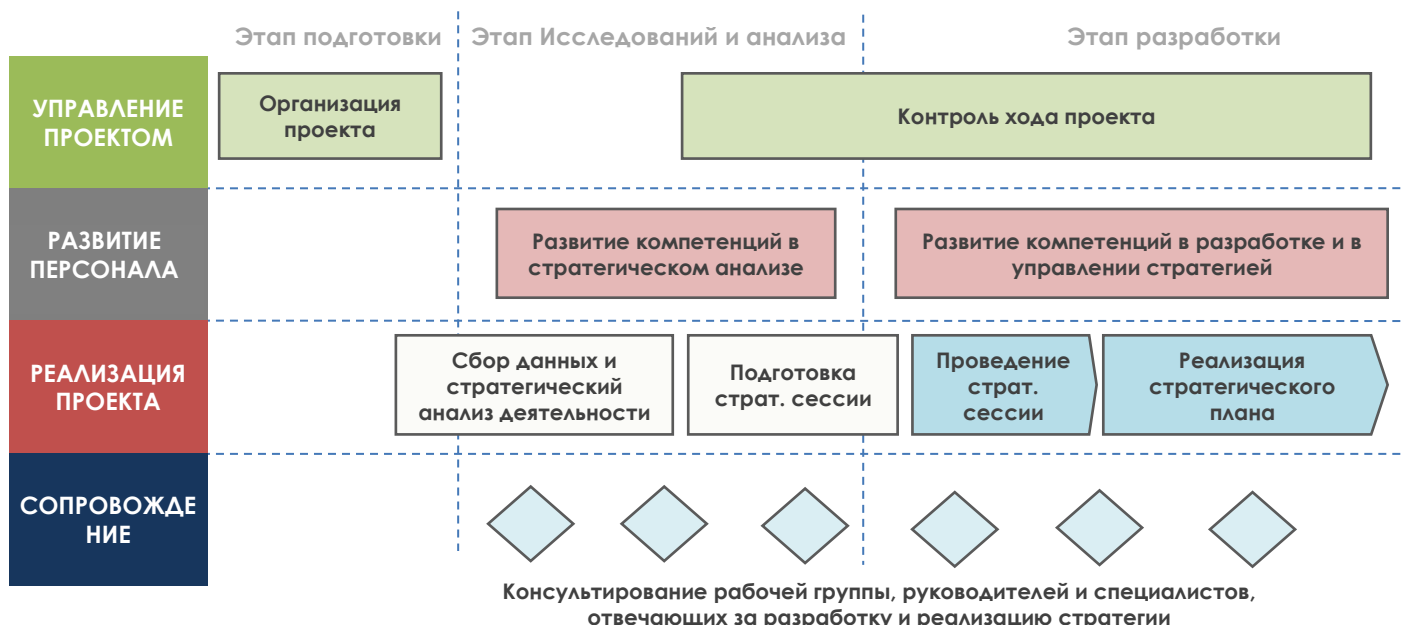 Этап подготовки
Этап Исследований и анализа
Этап разработки
УПРАВЛЕНИЕ
ПРОЕКТОМ
Организация
проекта
Контроль хода проекта
РАЗВИТИЕ
ПЕРСОНАЛА
Развитие компетенций в
стратегическом анализе
Развитие компетенций в разработке и в
управлении стратегией
РЕАЛИЗАЦИЯ
ПРОЕКТА
Сбор данных и
стратегический
анализ деятельности
Подготовка
страт. сессии
Проведение
страт.
сессии
Реализация
стратегического
плана
СОПРОВОЖДЕ
НИЕ
Консультирование рабочей группы, руководителей и специалистов,
отвечающих за разработку и реализацию стратегии